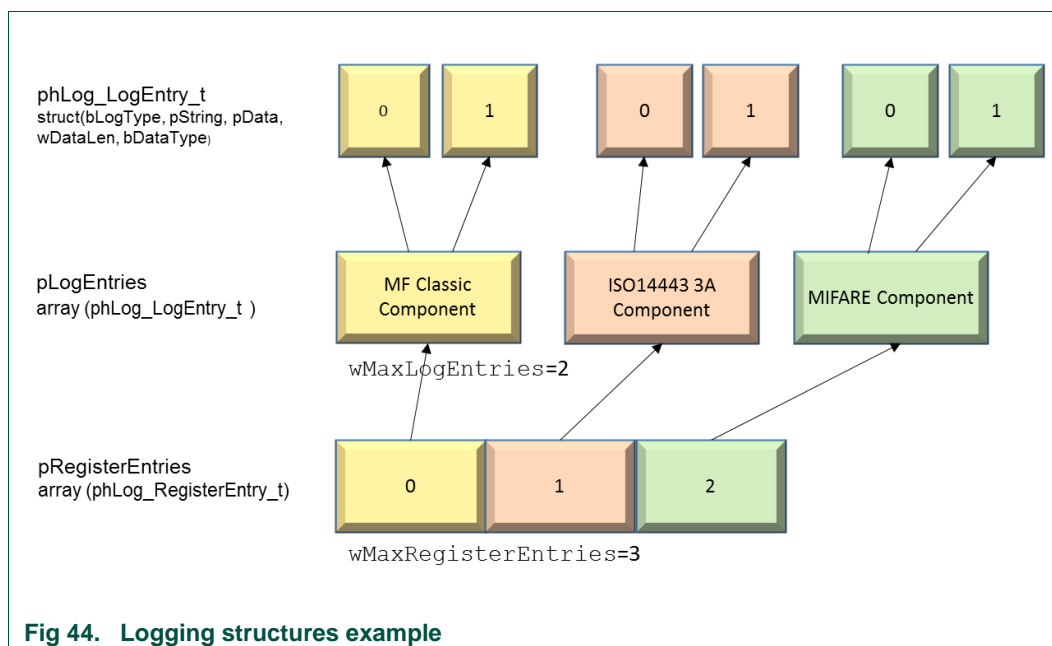 phLog_LogEntry_t
struct(bLogType, pString, pData,
wDataLen, bDataType)
0
1
0
1
0
1
pLogEntries
array (phLog_LogEntry_t )
MF Classic
Component
ISO14443 3A
Component
MIFARE Component
wMaxLogEntries=2
pRegisterEntries
array (phLog_RegisterEntry_t)
0
1
2
wMaxRegisterEntries=3
Fig 44. Logging structures example